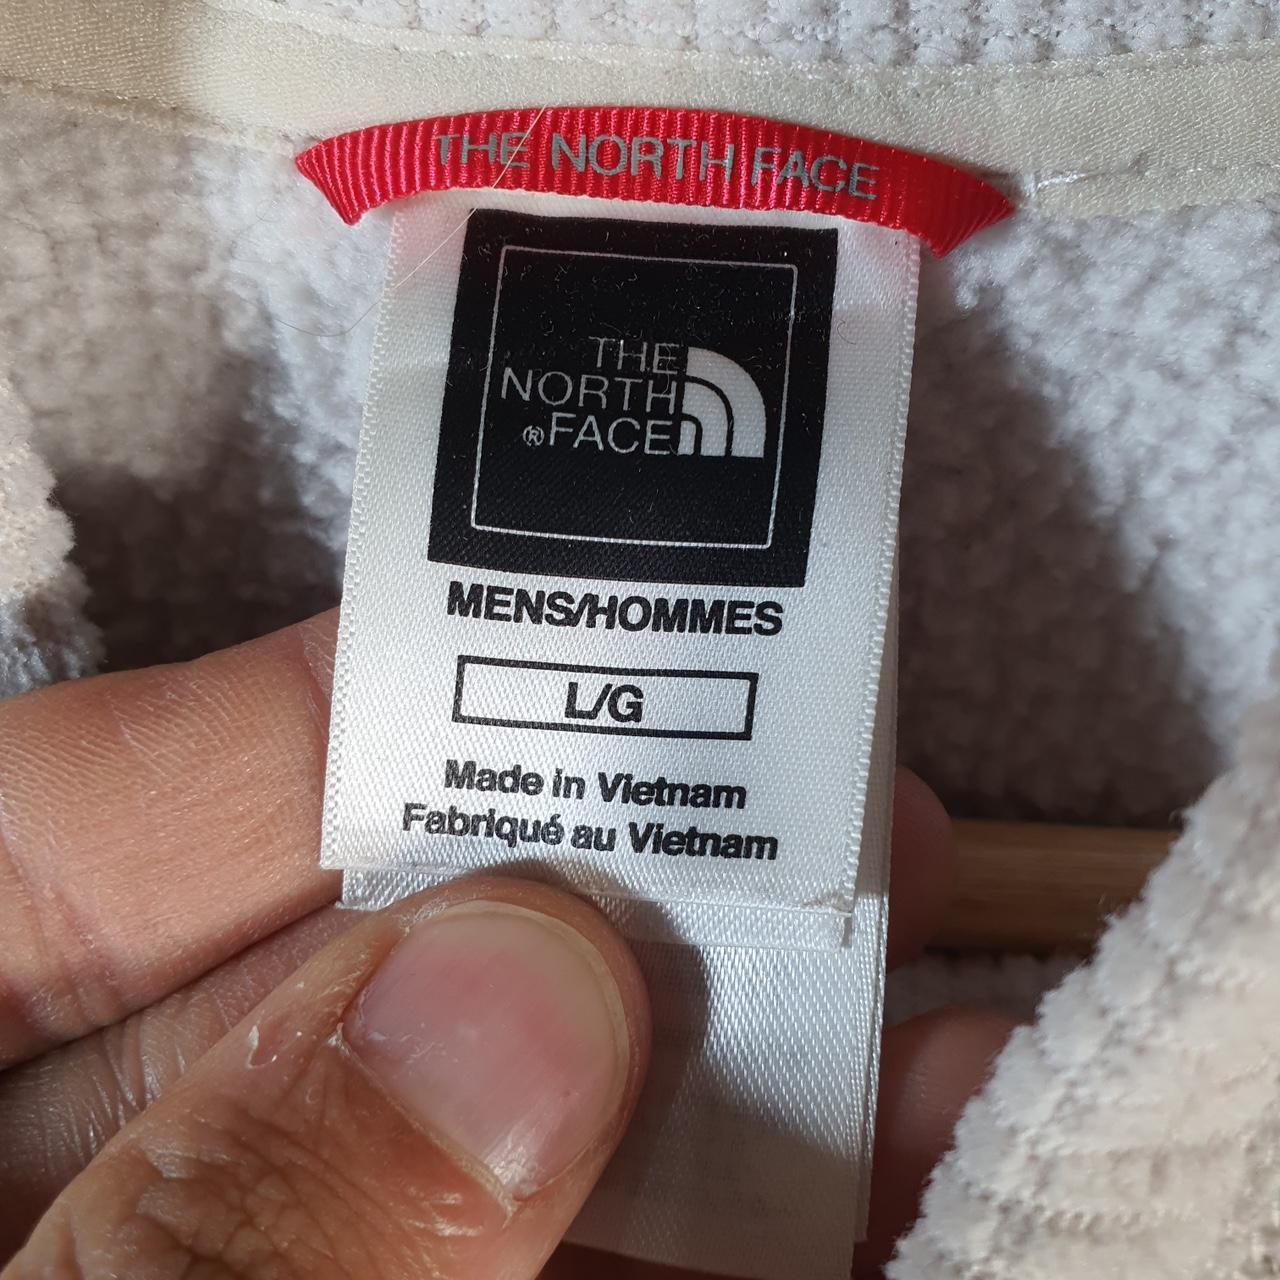 THE NORTH FACE
THE
NORTH
®FACE
MENS/HOMMES
L/G
Made in Vietnam
Fabriqué au Vietnam